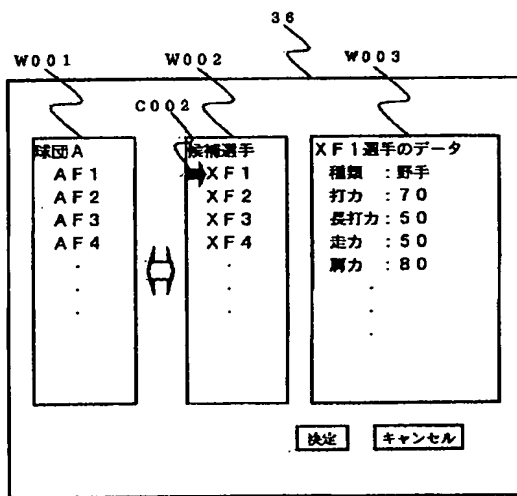 36
W001
W002
W003
C002
球団A
AF1
AF2
AF3
AF4
候補選手
XF1
XF2
XF3
XF4
XF1選手のデータ
種類:野手
打力:70
長打力:50
走力:50
肩力:80
決定
キャンセル